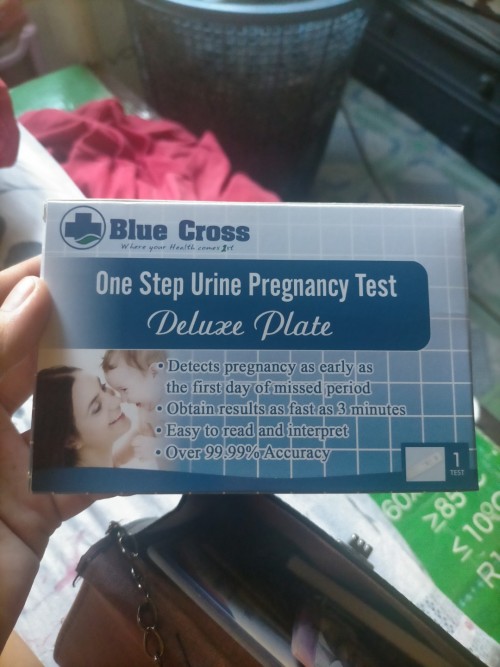 Blue Cross
Where your Health comes 1st
One Step Urine Pregnancy Test
Deluxe Plate
• Detects pregnancy as early as
the first day of missed period
• Obtain results as fast as 3 minutes
• Easy to read and interpret
• Over 99.99% Accuracy
1
TEST
≥85
≤108